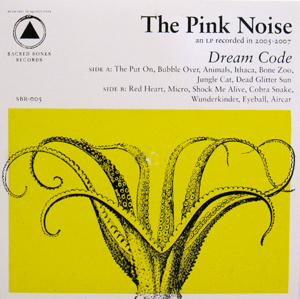 The Pink Noise
an LP recorded in 2005-2007
Dream Code
SIDE A: The Put On, Bubble Over, Animals, Ithaca, Bone Zoo,
Jungle Cat, Dead Glitter Sun
SIDE B: Red Heart, Micro, Shock Me Alive, Cobra Snake,
Wunderkinder, Eyeball, Aircar
SACRED BONES
RECORDS
SBR-005